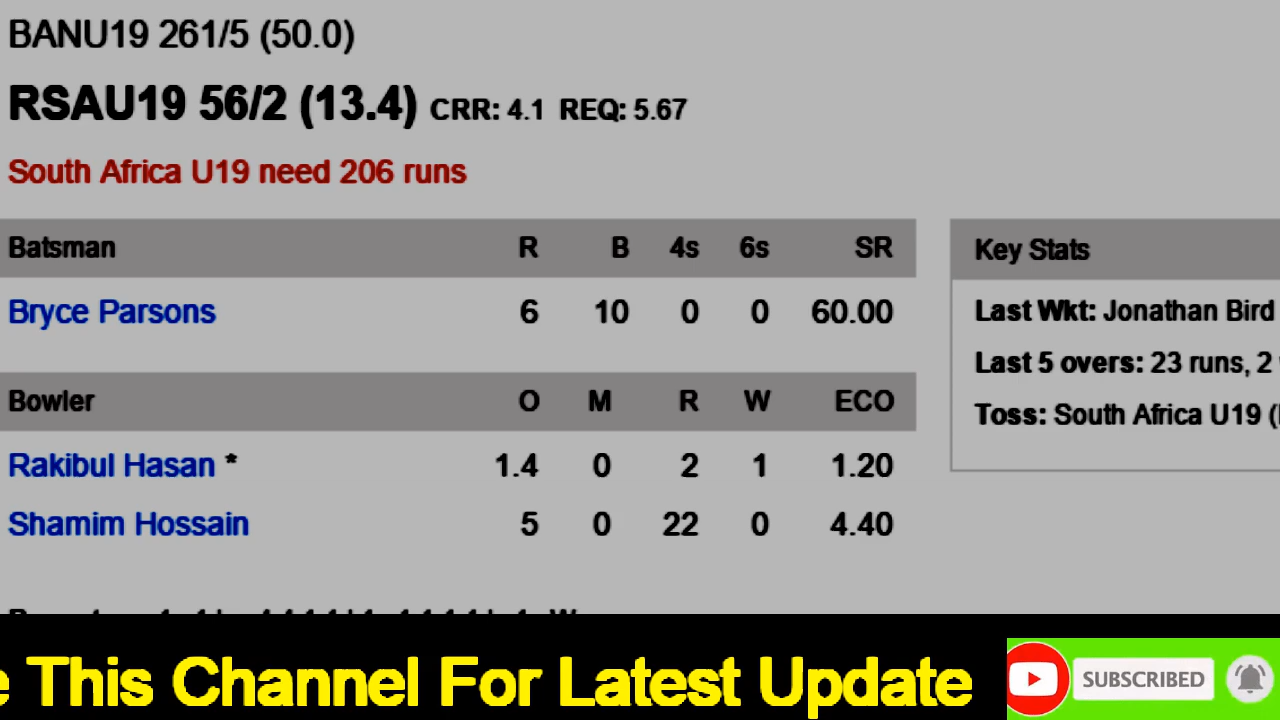 BANU19 261/5 (50.0)
RSAU19 56/2 (13.4) CRR: 4.1 REQ: 5.67
South Africa U19 need 206 runs
Batsman R B 4s 6s SR
Bryce Parsons 6 10 0 0 60.00
Bowler O M R W ECO
Rakibul Hasan * 1.4 0 2 1 1.20
Shamim Hossain 5 0 22 0 4.40
Key Stats
Last Wkt: Jonathan Bird
Last 5 overs: 23 runs, 2
Toss: South Africa U19 (
This Channel For Latest Update
SUBSCRIBED